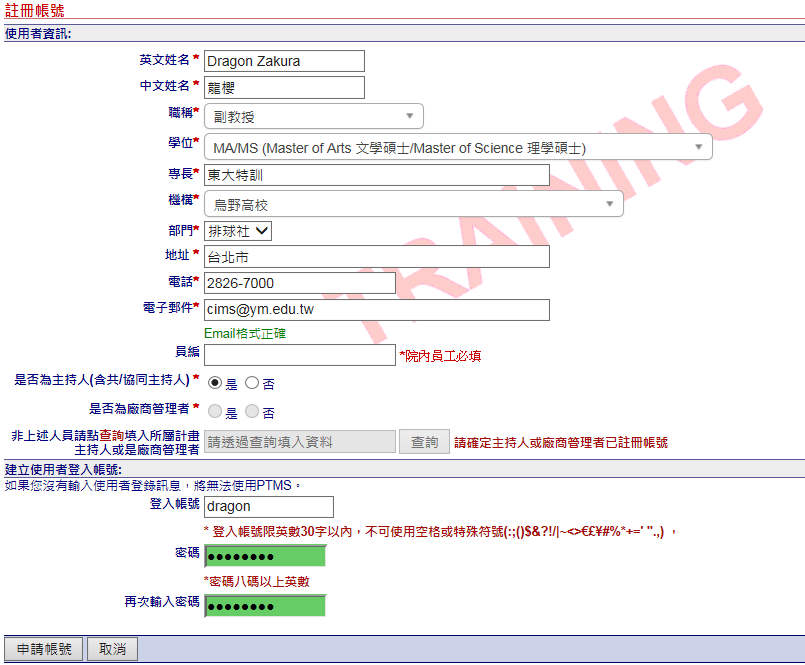 註冊帳號
使用者資訊:
英文姓名 * Dragon Zakura
中文姓名 * 龍櫻
職稱* 副教授
學位* MA/MS (Master of Arts 文學碩士/Master of Science 理學碩士)
專長* 東大特訓
機構* 烏野高校
部門* 排球社
地址 * 台北市
電話* 2826-7000
電子郵件* cims@ym.edu.tw
Email格式正確
員編 *院內員工必填
是否為主持人(含共/協同主持人) * 是 否
是否為廠商管理者 * 是 否
非上述人員請點查詢填入所屬計畫
主持人或是廠商管理者 請透過查詢填入資料 查詢 請確定主持人或廠商管理者已註冊帳號
建立使用者登入帳號:
如果您沒有輸入使用者登錄訊息，將無法使用PTMS。
登入帳號 dragon
* 登入帳號限英數30字以內，不可使用空格或特殊符號(:;()$&?!/|~<>€£¥#%*+=' ".,) ，
密碼 ●●●●●●●●
*密碼八碼以上英數
再次輸入密碼 ●●●●●●●●
申請帳號 取消
TRAINING